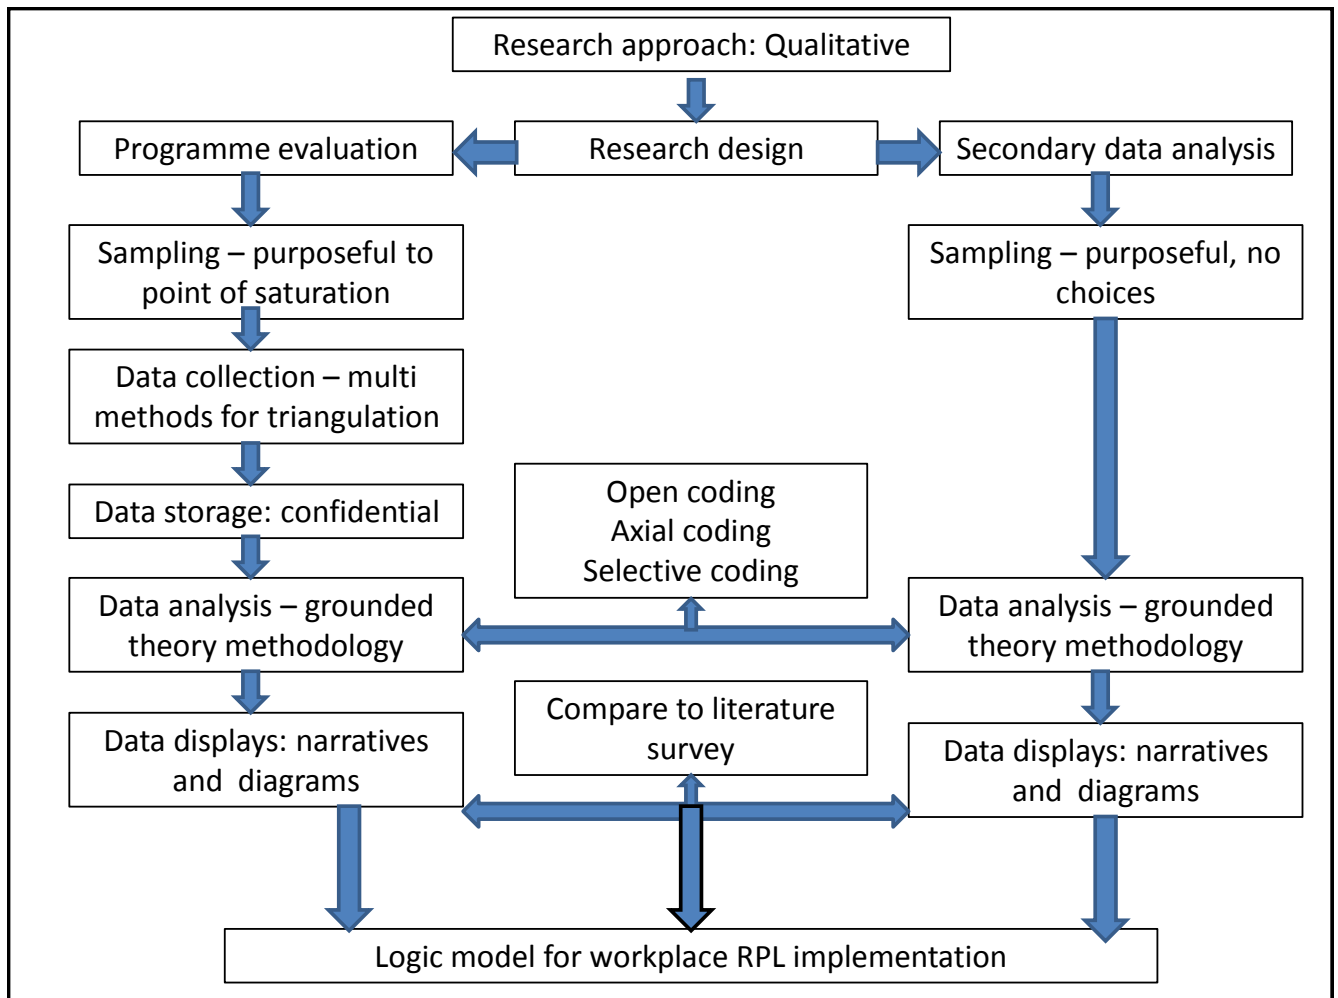 Research approach: Qualitative
Programme evaluation
Research design
Secondary data analysis
Sampling – purposeful to
point of saturation
Sampling – purposeful, no
choices
Data collection – multi
methods for triangulation
Data storage: confidential
Open coding
Axial coding
Selective coding
Data analysis – grounded
theory methodology
Data analysis – grounded
theory methodology
Compare to literature
survey
Data displays: narratives
and  diagrams
Data displays: narratives
and  diagrams
Logic model for workplace RPL implementation